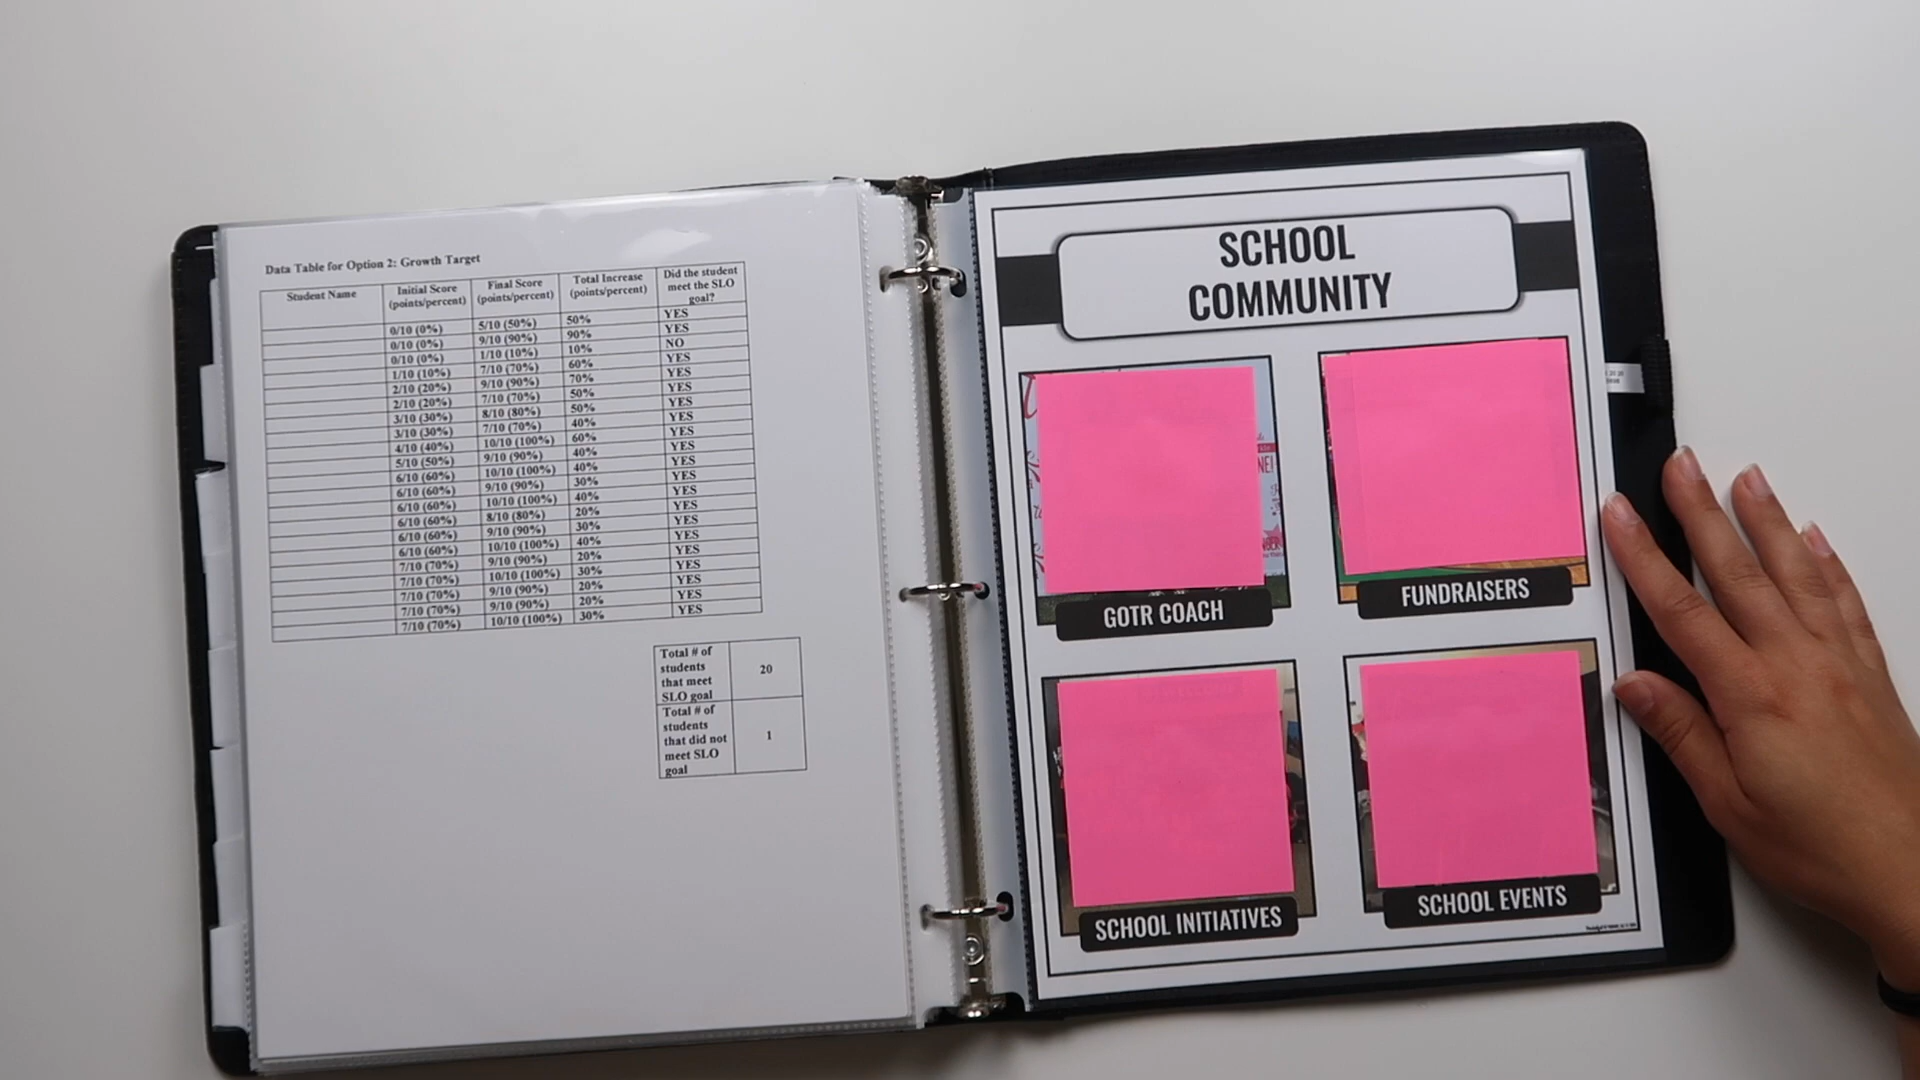 Data Table for Option 2: Growth Target
Student Name Initial Score (points/percent) Final Score (points/percent) Total Increase (points/percent) Did the student meet the SLO goal?
0/10 (0%) 5/10 (50%) 50% YES
0/10 (0%) 9/10 (90%) 90% YES
0/10 (0%) 1/10 (10%) 10% NO
1/10 (10%) 7/10 (70%) 60% YES
2/10 (20%) 9/10 (90%) 70% YES
2/10 (20%) 7/10 (70%) 50% YES
3/10 (30%) 8/10 (80%) 50% YES
3/10 (30%) 7/10 (70%) 40% YES
4/10 (40%) 10/10 (100%) 60% YES
5/10 (50%) 9/10 (90%) 40% YES
6/10 (60%) 10/10 (100%) 40% YES
6/10 (60%) 9/10 (90%) 30% YES
6/10 (60%) 10/10 (100%) 40% YES
6/10 (60%) 8/10 (80%) 20% YES
6/10 (60%) 9/10 (90%) 30% YES
6/10 (60%) 10/10 (100%) 40% YES
7/10 (70%) 9/10 (90%) 20% YES
7/10 (70%) 10/10 (100%) 30% YES
7/10 (70%) 9/10 (90%) 20% YES
7/10 (70%) 9/10 (90%) 20% YES
7/10 (70%) 10/10 (100%) 30% YES
Total # of
students
that meet
SLO goal
20
Total # of
students
that did not
meet SLO
goal
1
SCHOOL
COMMUNITY
GOTR COACH
FUNDRAISERS
SCHOOL INITIATIVES
SCHOOL EVENTS